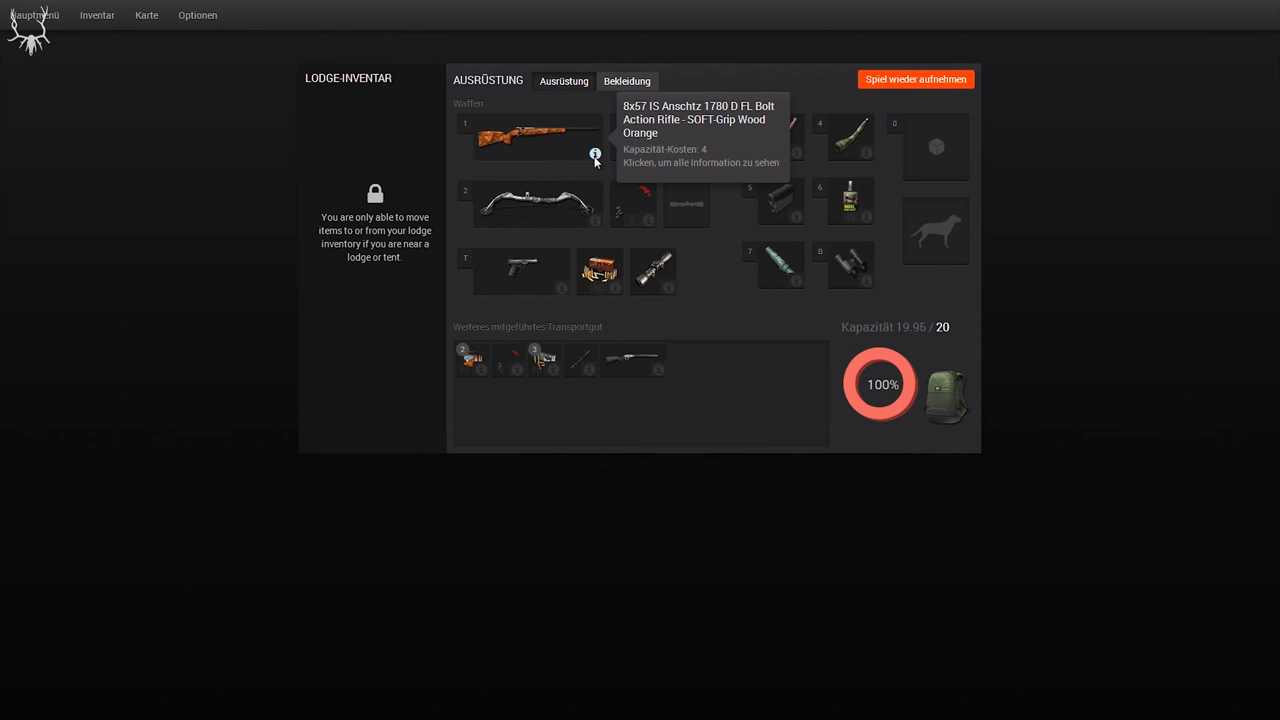 Hauptmenü Inventar Karte Optionen
LODGE-INVENTAR
AUSRÜSTUNG Ausrüstung Bekleidung Spiel wieder aufnehmen
Waffen
8x57 IS Anschtz 1780 D FL Bolt
Action Rifle - SOFT-Grip Wood
Orange
Kapazität-Kosten: 4
Klicken, um alle Information zu sehen
1
4
0
2
5
6
T
7
8
You are only able to move
items to or from your lodge
inventory if you are near a
lodge or tent.
Weiteres mitgeführtes Transportgut
Kapazität 19.95 / 20
2
3
100%